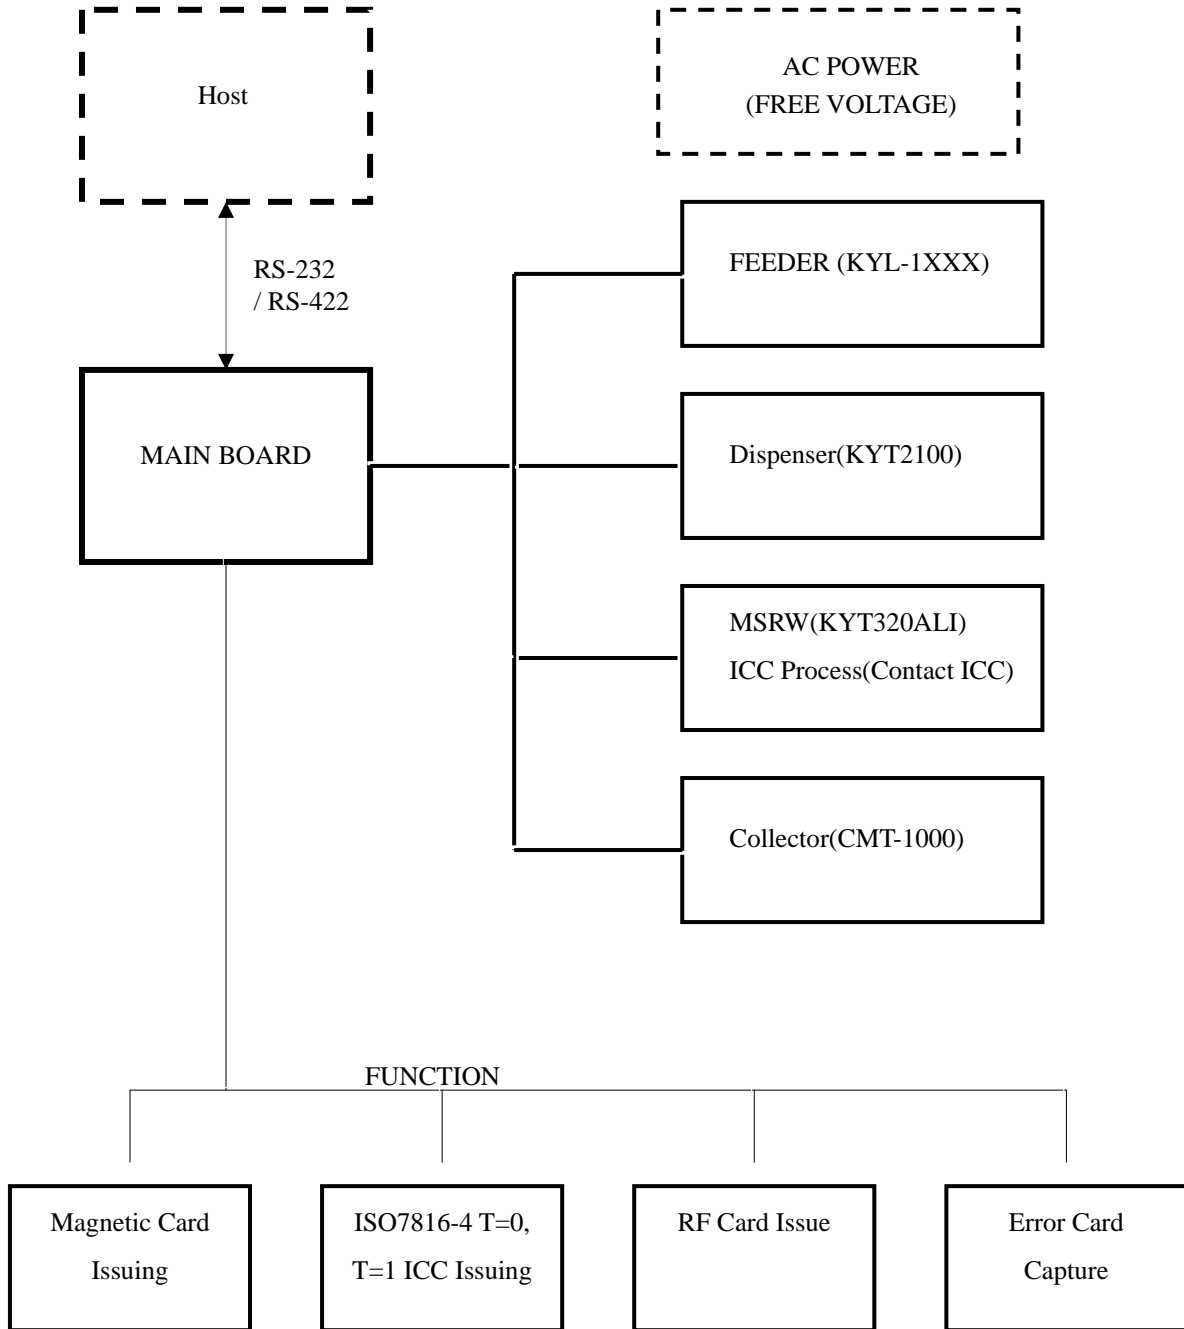 Host
AC POWER
(FREE VOLTAGE)
RS-232
/ RS-422
FEEDER (KYL-1XXX)
MAIN BOARD
Dispenser(KYT2100)
MSRW(KYT320ALI)
ICC Process(Contact ICC)
Collector(CMT-1000)
FUNCTION
Magnetic Card
Issuing
ISO7816-4 T=0,
T=1 ICC Issuing
RF Card Issue
Error Card
Capture